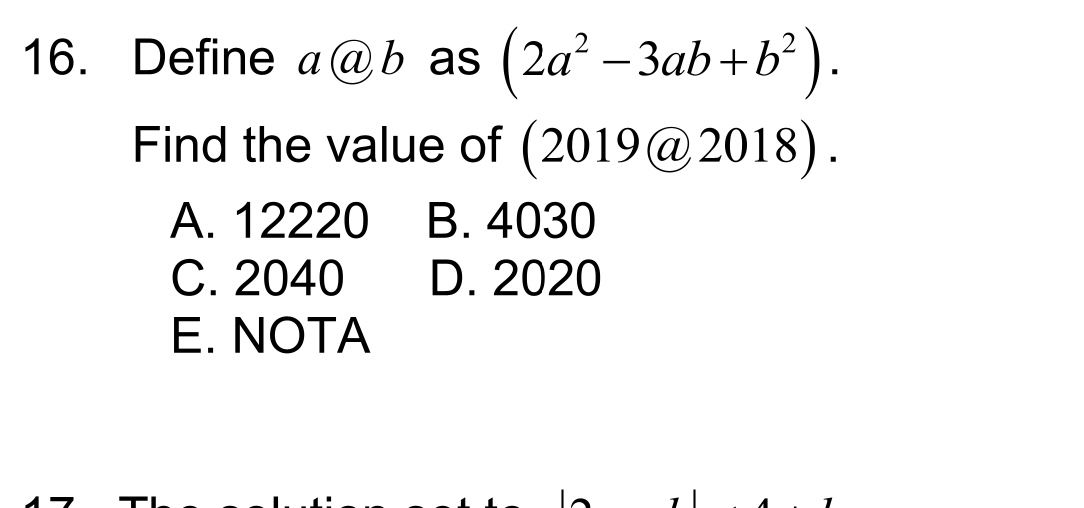 16. Define a@b as (2a² – 3ab + b²).
Find the value of (2019@2018).
A. 12220 B. 4030
C. 2040 D. 2020
E. NOTA